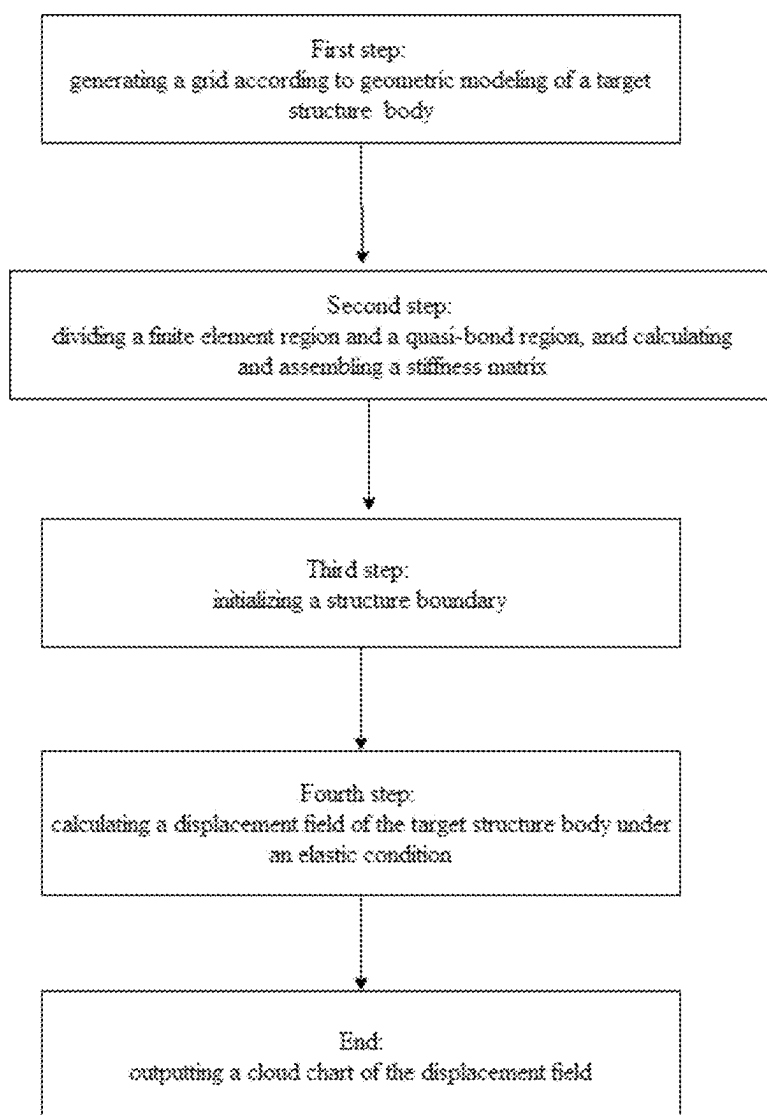 First step:
generating a grid according to geometric modeling of a target
structure body
Second step:
dividing a finite element region and a quasi-bond region, and calculating
and assembling a stiffness matrix
Third step:
initializing a structure boundary
Fourth step:
calculating a displacement field of the target structure body under
an elastic condition
End:
outputting a cloud chart of the displacement field